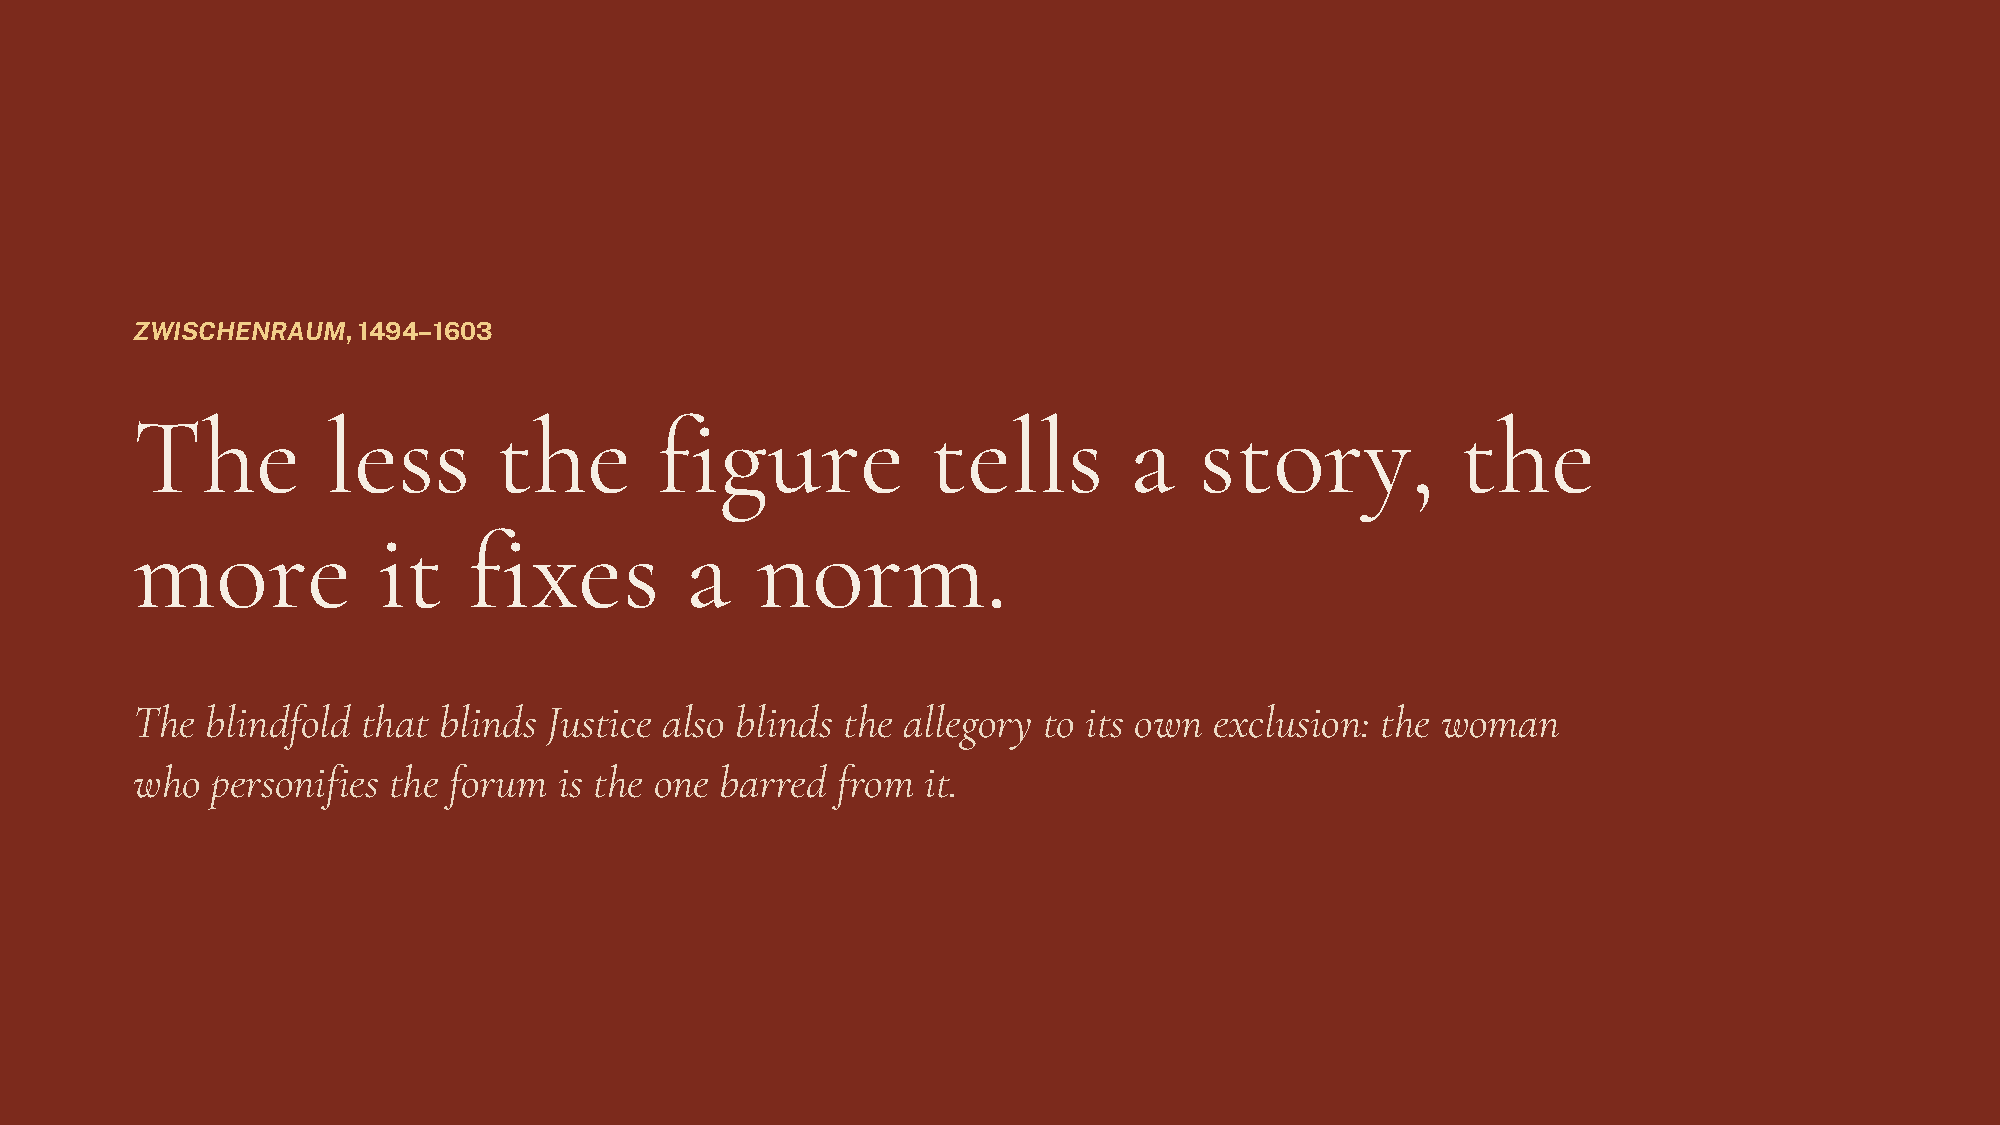 ZWISCHENRAUM, 1494–1603
The less the figure tells a story, the
more it fixes a norm.
The blindfold that blinds Justice also blinds the allegory to its own exclusion: the woman
who personifies the forum is the one barred from it.